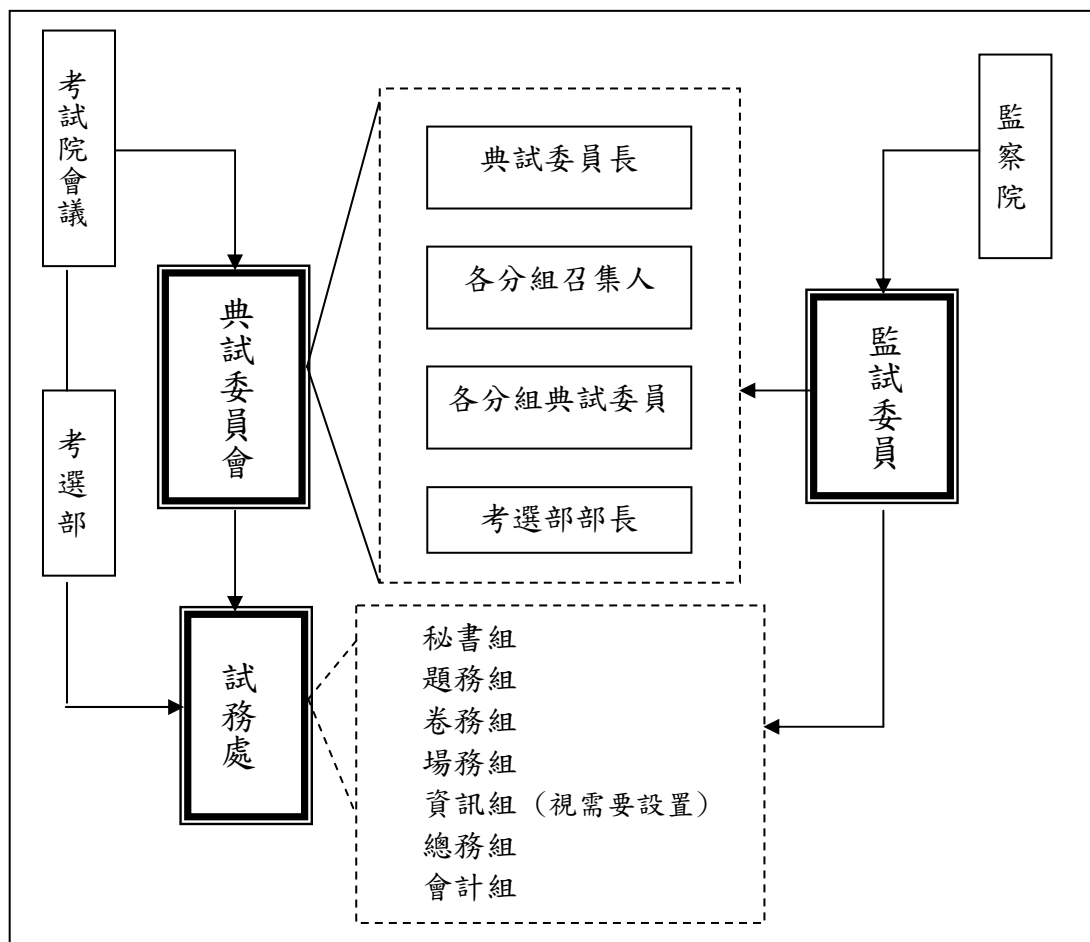 考試院會議
監察院
典試委員長
各分組召集人
典試委員會
監試委員
各分組典試委員
考選部
考選部部長
試務處
秘書組
題務組
卷務組
場務組
資訊組（視需要設置）
總務組
會計組